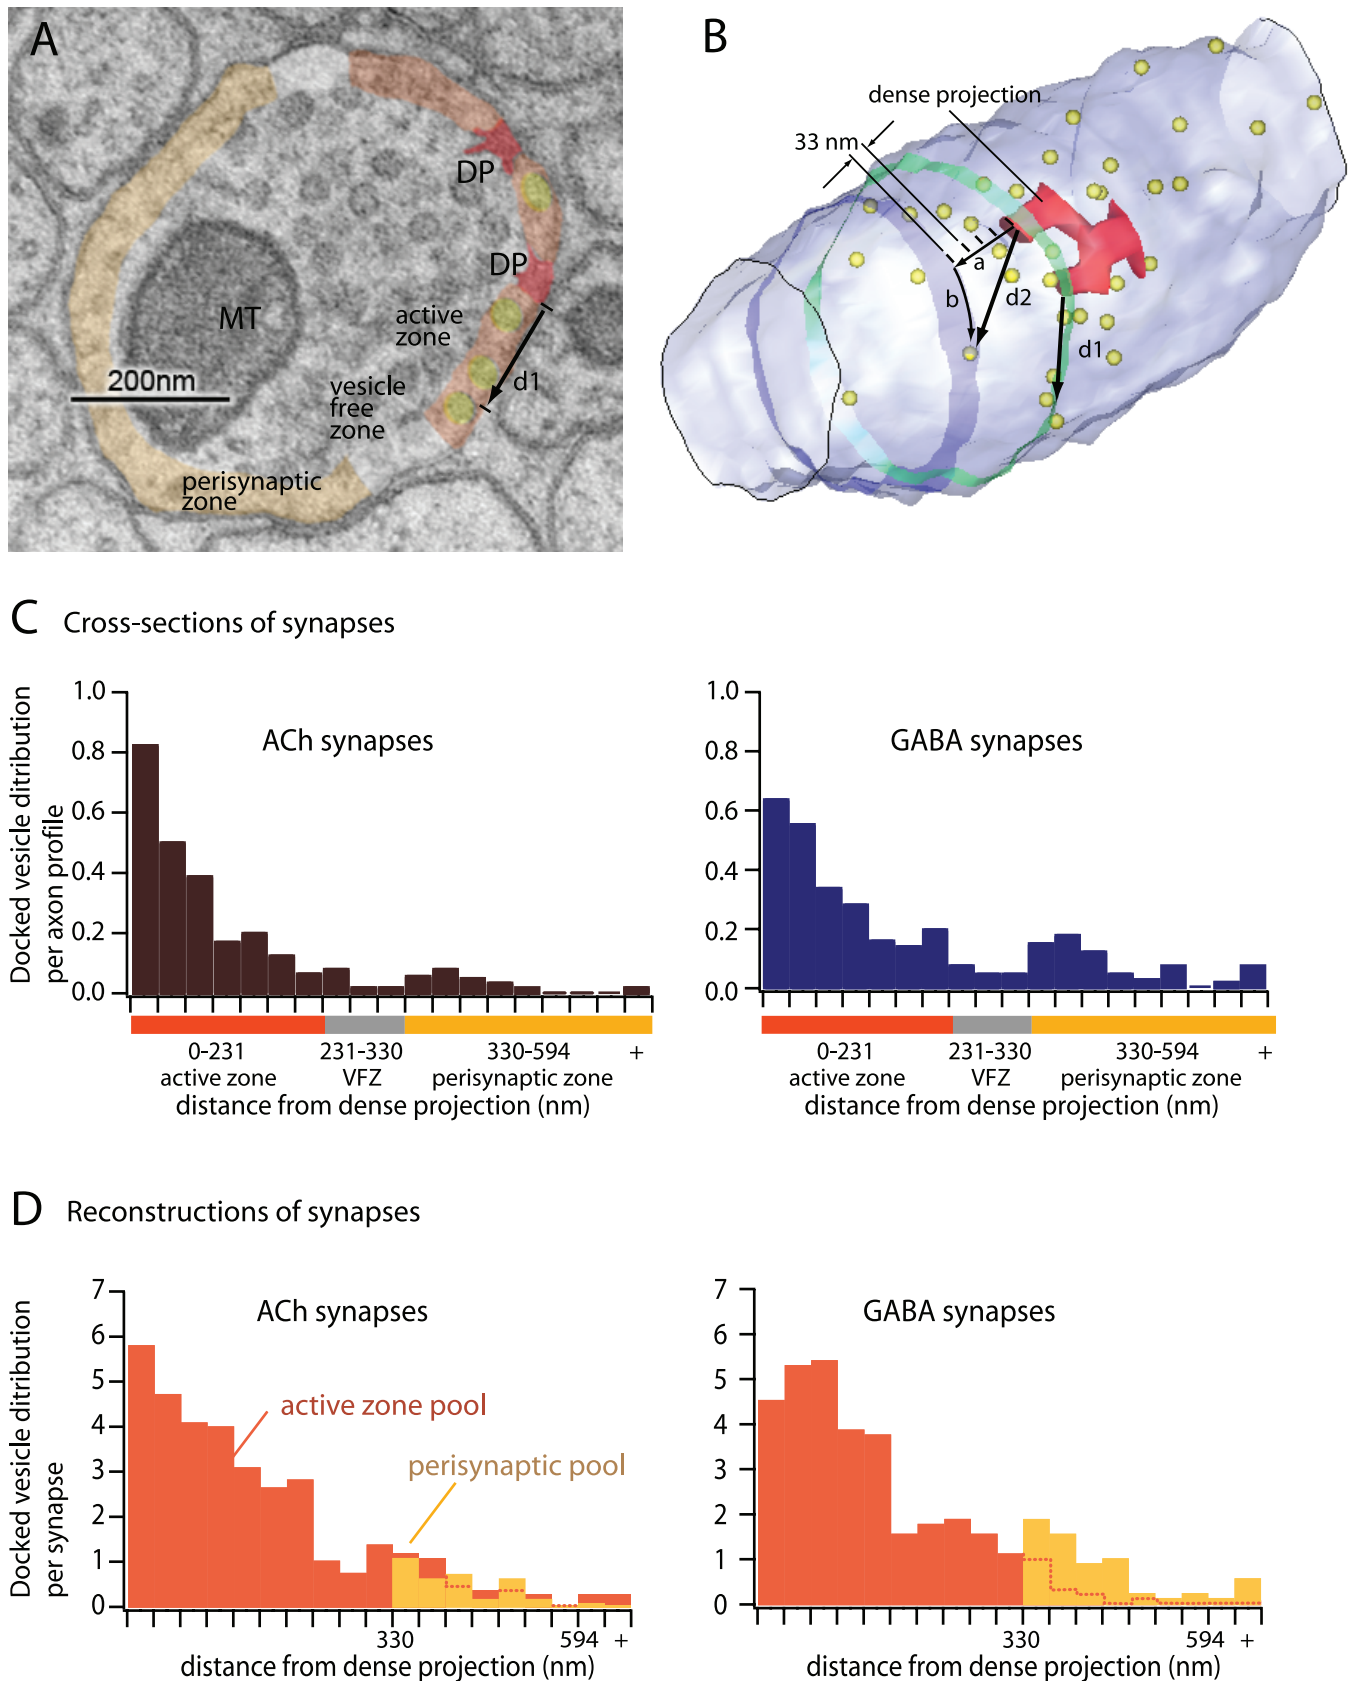 A
DP
DP
MT
active
zone
d1
200nm
vesicle
free
zone
perisynaptic
zone
B
dense projection
33 nm
a
b
d2
d1
C Cross-sections of synapses
Docked vesicle ditribution
per axon profile
1.0
0.8
0.6
0.4
0.2
0.0
ACh synapses
0-231 231-330 330-594 +
active zone VFZ perisynaptic zone
distance from dense projection (nm)
1.0
0.8
0.6
0.4
0.2
0.0
GABA synapses
0-231 231-330 330-594 +
active zone VFZ perisynaptic zone
distance from dense projection (nm)
D Reconstructions of synapses
Docked vesicle ditribution
per synapse
7
6
5
4
3
2
1
0
ACh synapses
active zone pool
perisynaptic pool
330 594 +
distance from dense projection (nm)
7
6
5
4
3
2
1
0
GABA synapses
330 594 +
distance from dense projection (nm)